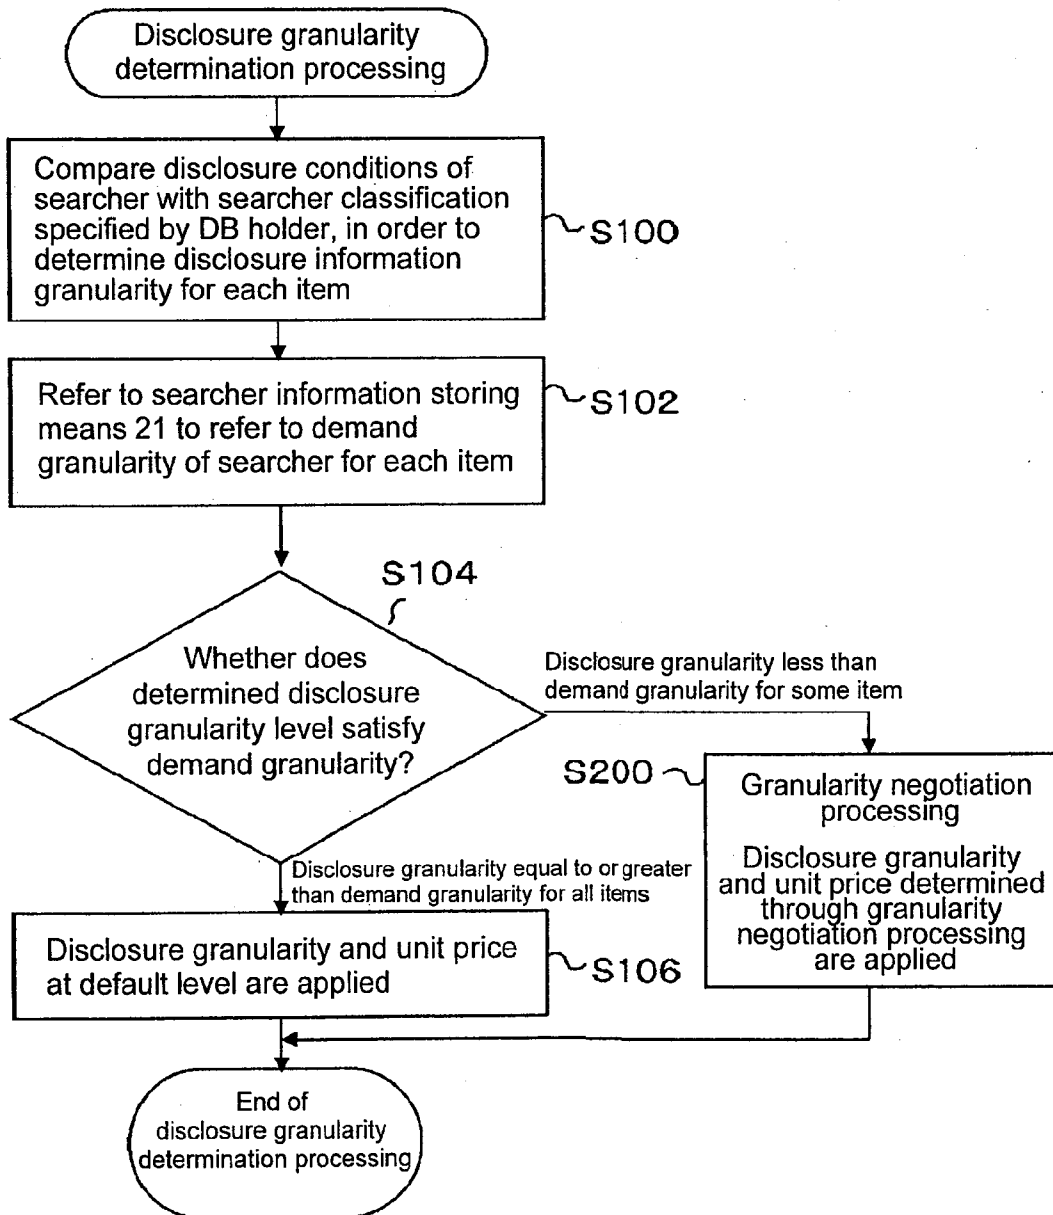 Disclosure granularity
determination processing
Compare disclosure conditions of
searcher with searcher classification
specified by DB holder, in order to
determine disclosure information
granularity for each item
S100
Refer to searcher information storing
means 21 to refer to demand
granularity of searcher for each item
S102
S104
Whether does
determined disclosure
granularity level satisfy
demand granularity?
Disclosure granularity less than
demand granularity for some item
S200
Granularity negotiation
processing
Disclosure granularity
and unit price determined
through granularity
negotiation processing
are applied
Disclosure granularity equal to or greater
than demand granularity for all items
Disclosure granularity and unit price
at default level are applied
S106
End of
disclosure granularity
determination processing